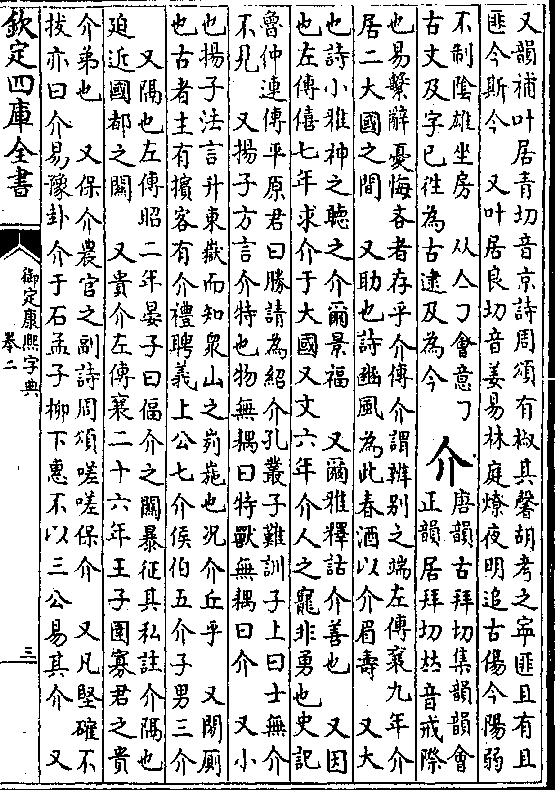 又韻補叶居青切音京詩周頌有椒其馨胡考之寧匪且有且
匪今斯今　又叶居良切音姜易林庭燎夜明追古傷今陽弱
不制陰雄坐房　从亼㇇會意㇇
古文及字已徃為古逮及為今
介
唐韻古拜切集韻韻會
正韻居拜切𠀤音戒際
也易繫辭憂悔吝者存乎介傳介謂辨别之端左傳襄九年介
居二大國之間　又助也詩豳風為此春酒以介眉壽　又大
也詩小雅神之聽之介爾景福　又爾雅釋詁介善也　又因
也左傳僖七年求介于大國又文六年介人之寵非勇也史記
魯仲連傳平原君曰勝請為紹介孔叢子雜訓子上曰士無介
不見　又揚子方言介特也物無耦曰特獸無耦曰介　又小
也揚子法言升東嶽而知衆山之峛崺也况介丘乎　又閒厠
也古者主有擯客有介禮聘義上公七介侯伯五介子男三介
又隔也左傳昭二年晏子曰偪介之關暴征其私註介隔也
迫近國都之關　又貴介左傳襄二十六年王子圍寡君之貴
介弟也　又保介農官之副詩周頌嗟嗟保介　又凡堅確不
拔亦曰介易豫卦介于石孟子柳下惠不以三公易其介　又
欽定四庫全書
御定康熙字典
卷二
三